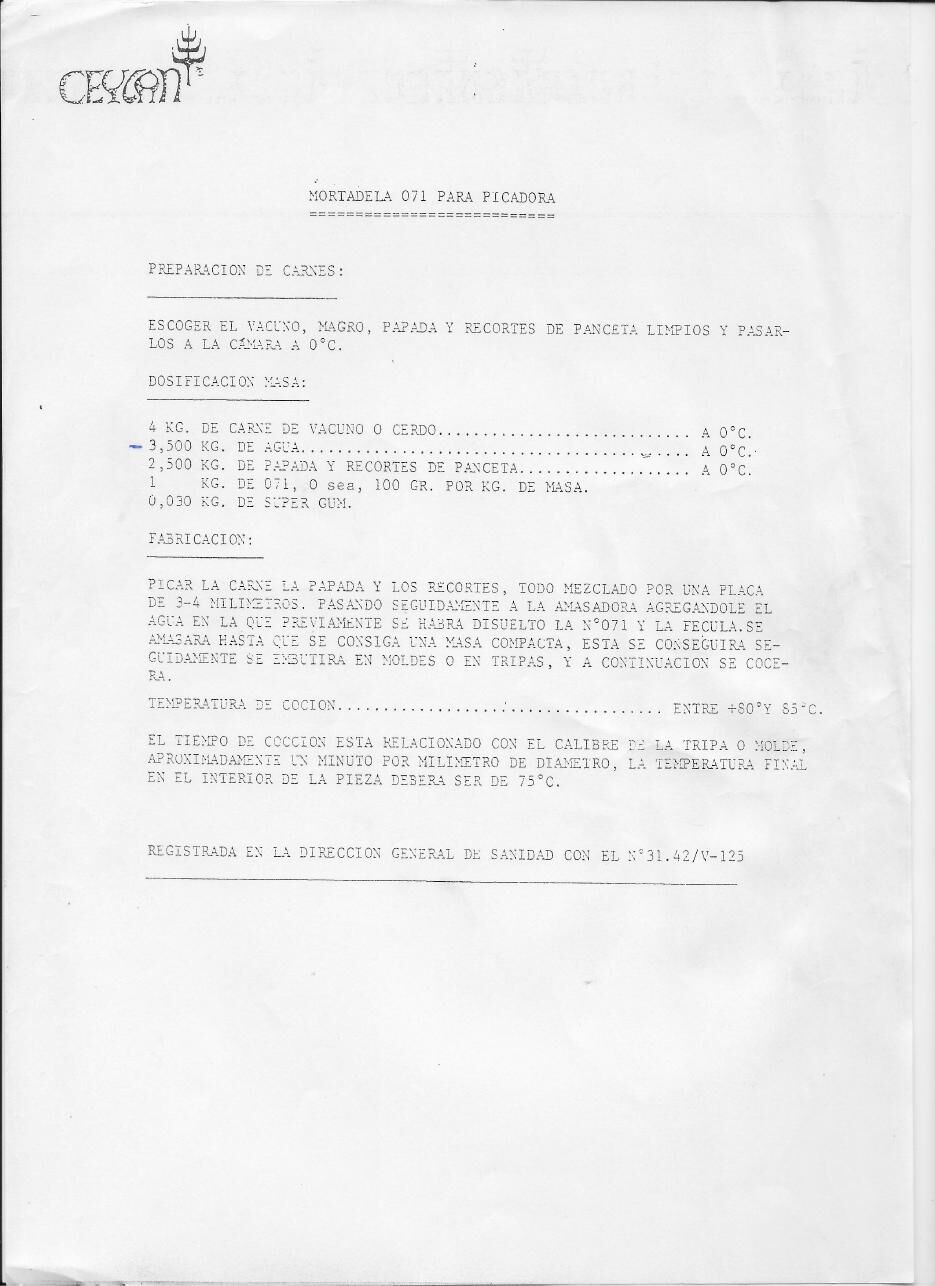 CEYLAN
MORTADELA 071 PARA PICADORA
===========================
PREPARACION DE CARNES:
ESCOGER EL VACUNO, MAGRO, PAPADA Y RECORTES DE PANCETA LIMPIOS Y PASAR-
LOS A LA CÁMARA A 0°C.
DOSIFICACION MASA:
4 KG. DE CARNE DE VACUNO O CERDO............................ A 0°C.
3,500 KG. DE AGUA........................................... A 0°C.
2,500 KG. DE PAPADA Y RECORTES DE PANCETA................... A 0°C.
1 KG. DE 071, O sea, 100 GR. POR KG. DE MASA.
0,030 KG. DE SUPER GUM.
FABRICACION:
PICAR LA CARNE LA PAPADA Y LOS RECORTES, TODO MEZCLADO POR UNA PLACA
DE 3-4 MILIMETROS. PASANDO SEGUIDAMENTE A LA AMASADORA AGREGANDOLE EL
AGUA EN LA QUE PREVIAMENTE SE HABRA DISUELTO LA N°071 Y LA FECULA.SE
AMASARA HASTA QUE SE CONSIGA UNA MASA COMPACTA, ESTA SE CONSEGUIRA SE-
GUIDAMENTE SE EMBUTIRA EN MOLDES O EN TRIPAS, Y A CONTINUACION SE COCE-
RA.
TEMPERATURA DE COCION.................................... ENTRE +80°Y 85°C.
EL TIEMPO DE COCCION ESTA RELACIONADO CON EL CALIBRE DE LA TRIPA O MOLDE,
APROXIMADAMENTE UN MINUTO POR MILIMETRO DE DIAMETRO, LA TEMPERATURA FINAL
EN EL INTERIOR DE LA PIEZA DEBERA SER DE 75°C.
REGISTRADA EN LA DIRECCION GENERAL DE SANIDAD CON EL N°31.42/V-125